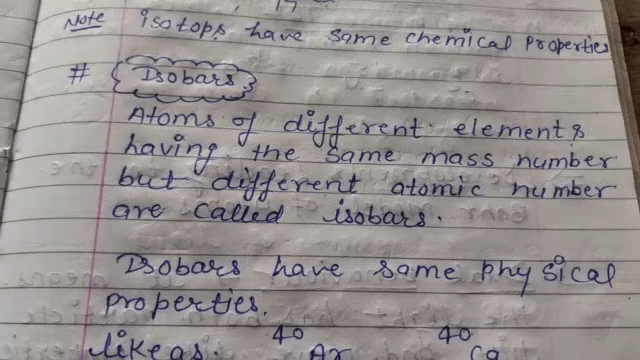 Note isotops have same chemical properties
# Isobars
Atoms of different elements
having the same mass number
but different atomic number
are called isobars.
Isobars have same physical
properties.
like as. 40 Ar 40 Ca